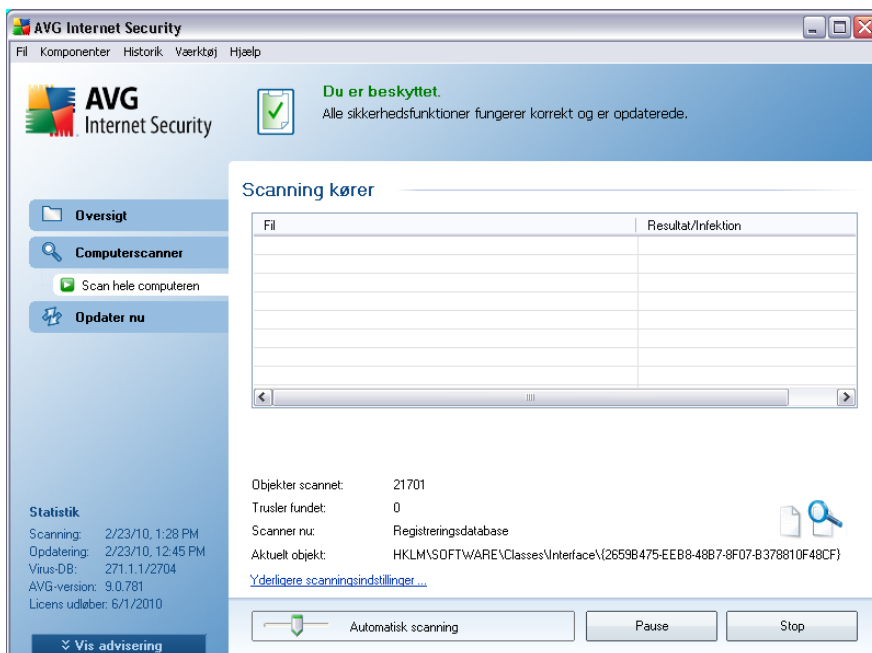 AVG Internet Security
Fil Komponenter Historik Værktøj Hjælp
AVG
Internet Security
Du er beskyttet.
Alle sikkerhedsfunktioner fungerer korrekt og er opdaterede.
Oversigt
Computerscanner
Scan hele computeren
Opdater nu
Scanning kører
Fil Resultat/Infektion
Objekter scannet: 21701
Trusler fundet: 0
Scanner nu: Registreringsdatabase
Aktuelt objekt: HKLM\SOFTWARE\Classes\Interface\{2659B475-EEB8-48B7-8F07-B378810F48CF}
Yderligere scanningsindstillinger ...
Statistik
Scanning: 2/23/10, 1:28 PM
Opdatering: 2/23/10, 12:45 PM
Virus-DB: 271.1.1/2704
AVG-version: 9.0.781
Licens udløber: 6/1/2010
Vis advisering
Automatisk scanning
Pause
Stop